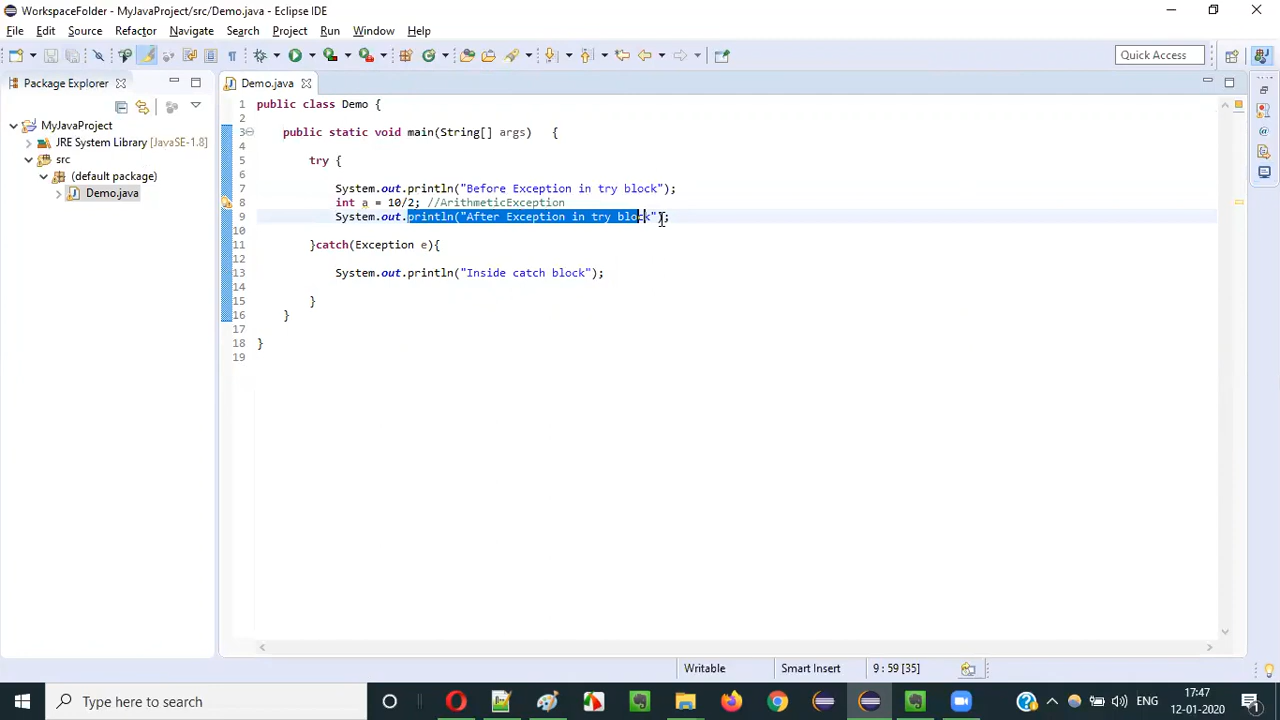 WorkspaceFolder - MyJavaProject/src/Demo.java - Eclipse IDE
File Edit Source Refactor Navigate Search Project Run Window Help
Quick Access
Package Explorer
Demo.java
MyJavaProject
JRE System Library [JavaSE-1.8]
src
(default package)
Demo.java
1 public class Demo {
2
3 public static void main(String[] args) {
4
5 try {
6
7 System.out.println("Before Exception in try block");
8 int a = 10/2; //ArithmeticException
9 System.out.println("After Exception in try block");
10
11 }catch(Exception e){
12
13 System.out.println("Inside catch block");
14
15 }
16 }
17
18 }
19
Writable Smart Insert 9 : 59 [35]
Type here to search
ENG
17:47
12-01-2020
1